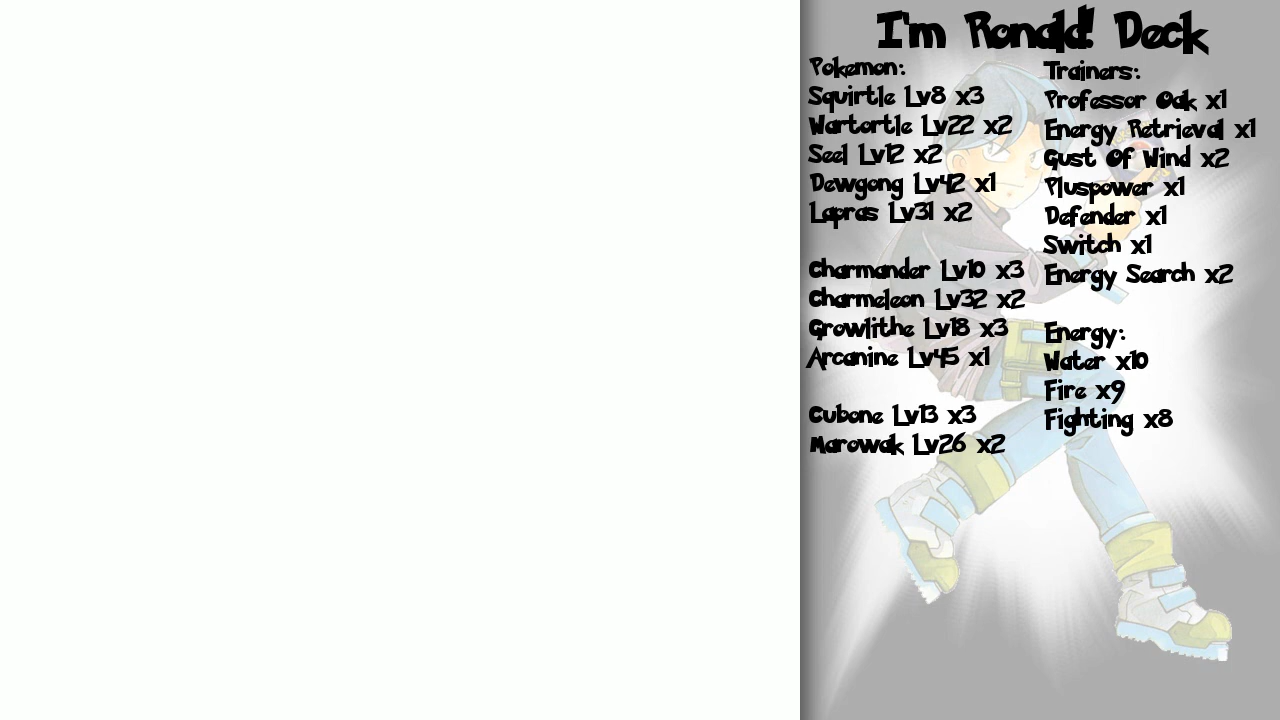 I'm Ronald! Deck
Pokemon:
Squirtle Lv8 x3
Wartortle Lv22 x2
Seel Lv12 x2
Dewgong Lv42 x1
Lapras Lv31 x2
Charmander Lv10 x3
Charmeleon Lv32 x2
Growlithe Lv18 x3
Arcanine Lv45 x1
Cubone Lv13 x3
Marowak Lv26 x2
Trainers:
Professor Oak x1
Energy Retrieval x1
Gust Of Wind x2
Pluspower x1
Defender x1
Switch x1
Energy Search x2
Energy:
Water x10
Fire x9
Fighting x8